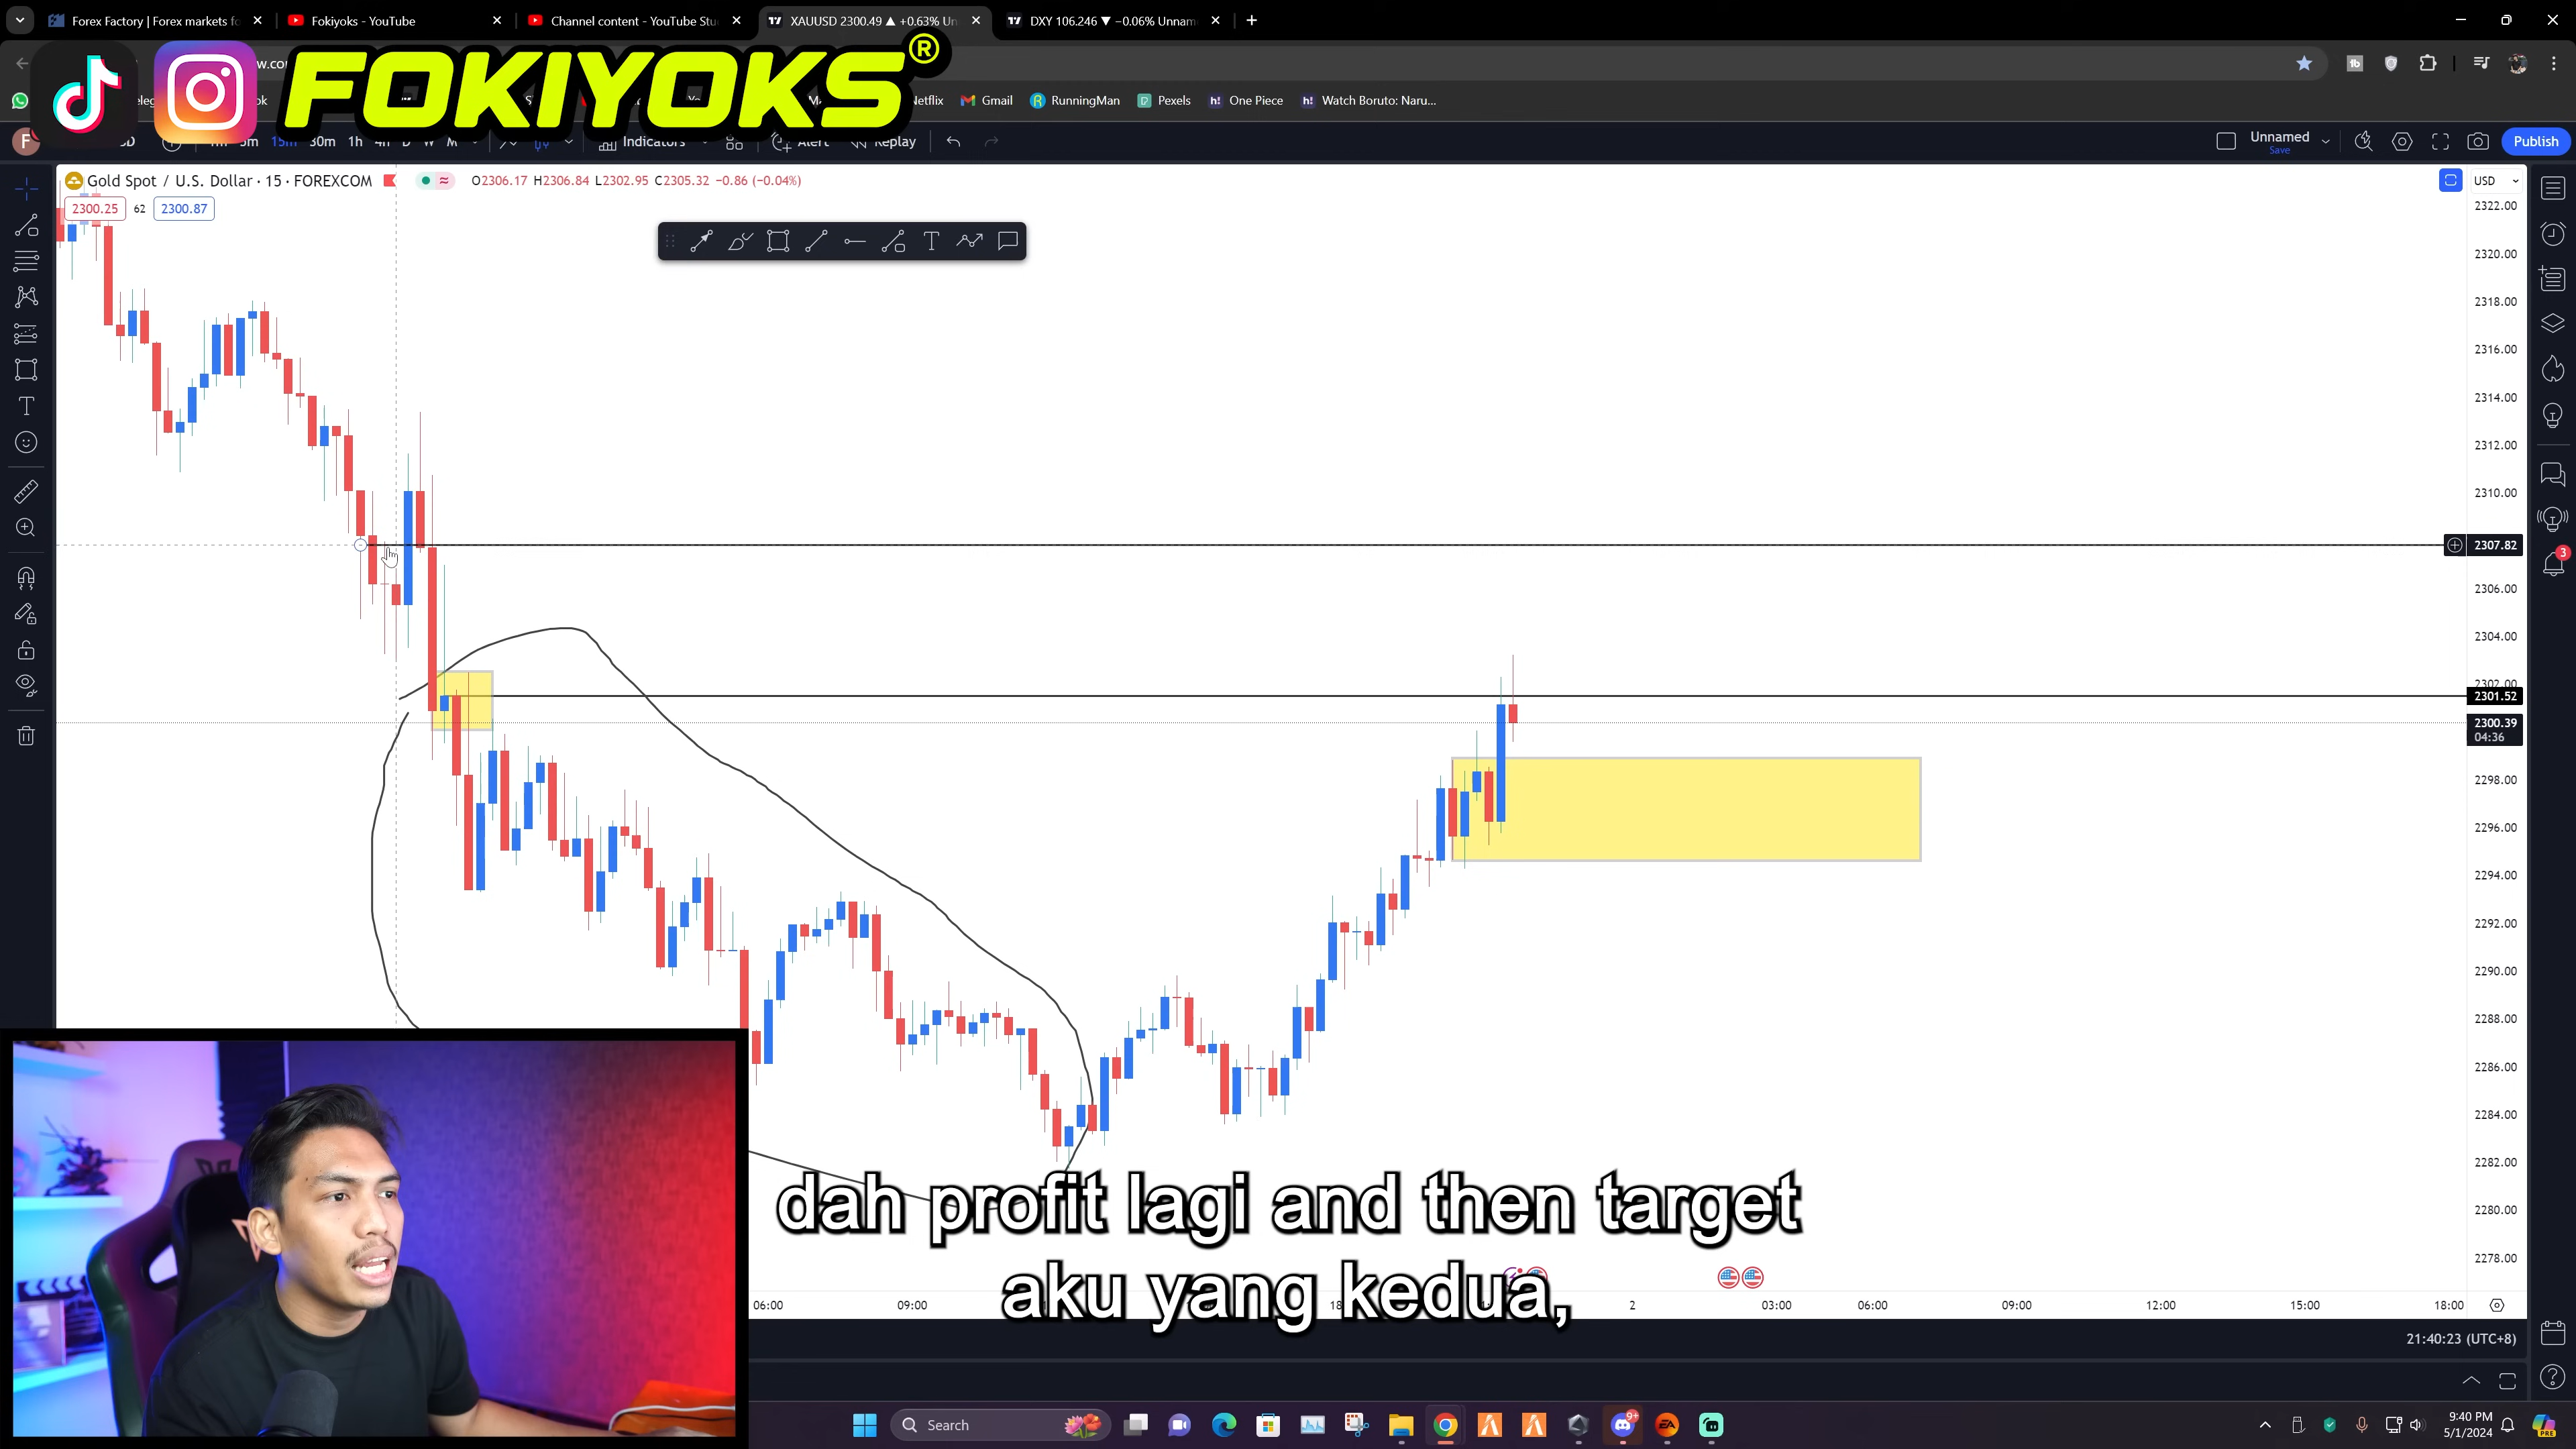 Forex Factory | Forex markets fo
Fokiyoks - YouTube
Channel content - YouTube Stu
XAUUSD 2300.49 ▲ +0.63% Un
DXY 106.246 ▼ −0.06% Unnam
FOKIYOKS®
Netflix
Gmail
RunningMan
Pexels
One Piece
Watch Boruto: Naru...
F
15m
30m
1h
Indicators
Alert
Replay
Unnamed
Save
Publish
Gold Spot / U.S. Dollar · 15 · FOREXCOM
O2306.17 H2306.84 L2302.95 C2305.32 −0.86 (−0.04%)
USD
2300.25
62
2300.87
2322.00
2320.00
2318.00
2316.00
2314.00
2312.00
2310.00
2307.82
2306.00
2304.00
2302.00
2301.52
2300.39
04:36
2298.00
2296.00
2294.00
2292.00
2290.00
2288.00
2286.00
2284.00
2282.00
2280.00
2278.00
3
dah profit lagi and then target
aku yang kedua,
06:00
09:00
2
03:00
06:00
09:00
12:00
15:00
18:00
21:40:23 (UTC+8)
Search
9+
9:40 PM
5/1/2024